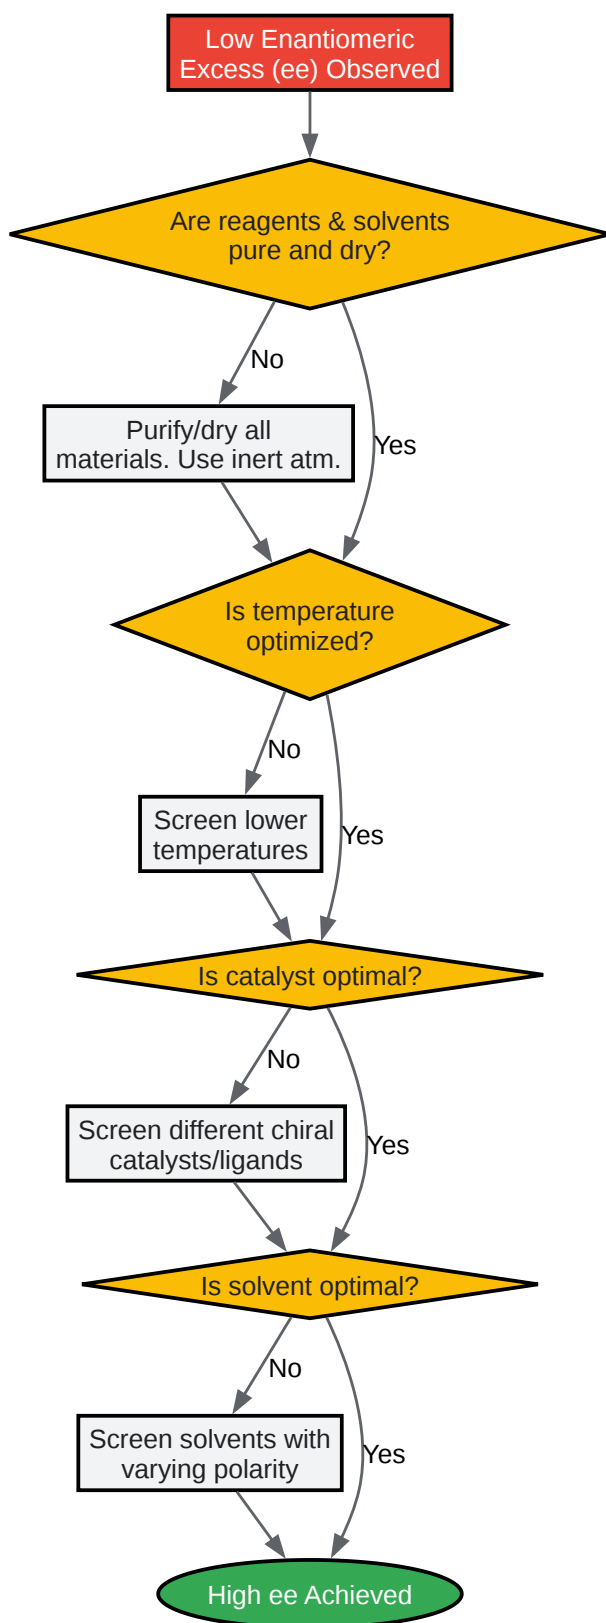 Low Enantiomeric
Excess (ee) Observed
Are reagents & solvents
pure and dry?
No
Purify/dry all
materials. Use inert atm.
Yes
Is temperature
optimized?
No
Screen lower
temperatures
Yes
Is catalyst optimal?
No
Screen different chiral
catalysts/ligands
Yes
Is solvent optimal?
No
Screen solvents with
varying polarity
Yes
High ee Achieved